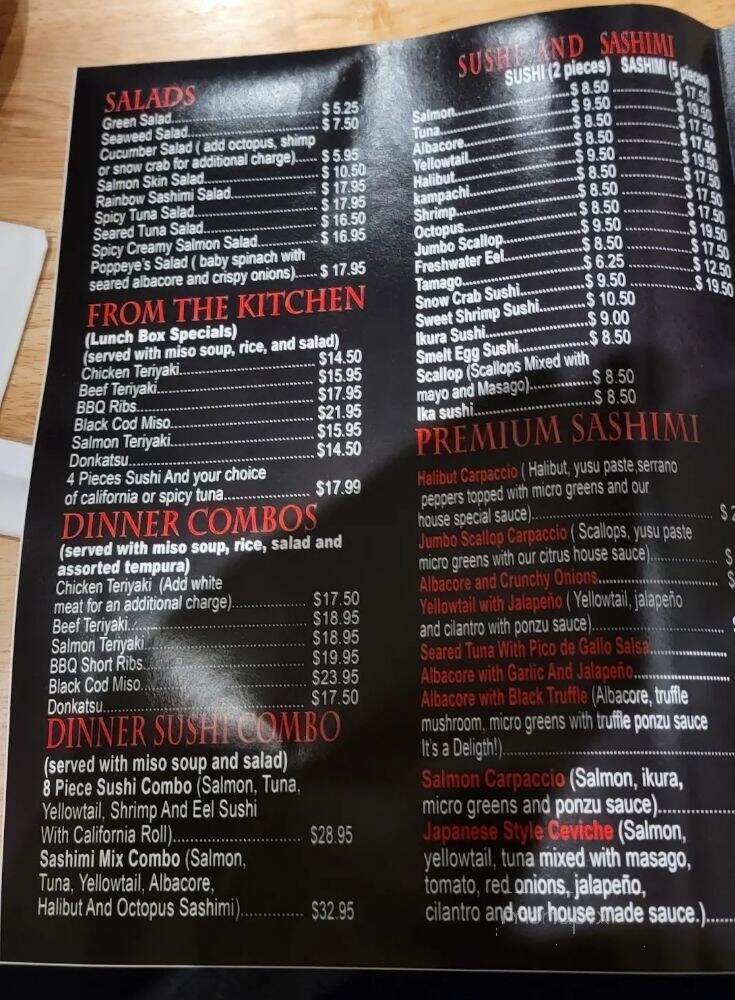 SALADS
Green Salad.......... $ 5.25
Seaweed Salad.......... $ 7.50
Cucumber Salad ( add octopus, shimp
or snow crab for additional charge)..... $ 5.95
Salmon Skin Salad.......... $ 10.50
Rainbow Sashimi Salad.......... $ 17.95
Spicy Tuna Salad.......... $ 17.95
Seared Tuna Salad.......... $ 16.50
Spicy Creamy Salmon Salad.......... $ 16.95
Poppeye's Salad ( baby spinach with
seared albacore and crispy onions)..... $ 17.95
FROM THE KITCHEN
(Lunch Box Specials)
(served with miso soup, rice, and salad)
Chicken Teriyaki.......... $14.50
Beef Teriyaki.......... $15.95
BBQ Ribs.......... $17.95
Black Cod Miso.......... $21.95
Salmon Teriyaki.......... $15.95
Donkatsu.......... $14.50
4 Pieces Sushi And your choice
of california or spicy tuna.......... $17.99
DINNER COMBOS
(served with miso soup, rice, salad and
assorted tempura)
Chicken Teriyaki (Add white
meat for an additional charge).......... $17.50
Beef Teriyaki.......... $18.95
Salmon Teriyaki.......... $18.95
BBQ Short Ribs.......... $19.95
Black Cod Miso.......... $23.95
Donkatsu.......... $17.50
DINNER SUSHI COMBO
(served with miso soup and salad)
8 Piece Sushi Combo (Salmon, Tuna,
Yellowtail, Shrimp And Eel Sushi
With California Roll).......... $28.95
Sashimi Mix Combo (Salmon,
Tuna, Yellowtail, Albacore,
Halibut And Octopus Sashimi).......... $32.95
SUSHI AND SASHIMI
SUSHI (2 pieces) SASHIMI (5 pieces)
Salmon.......... $ 8.50 .......... $ 17.50
Tuna.......... $ 9.50 .......... $ 19.50
Albacore.......... $ 8.50 .......... $ 17.50
Yellowtail.......... $ 8.50 .......... $ 17.50
Halibut.......... $ 9.50 .......... $ 19.50
kampachi.......... $ 8.50 .......... $ 17.50
Shrimp.......... $ 8.50 .......... $ 17.50
Octopus.......... $ 8.50 .......... $ 17.50
Jumbo Scallop.......... $ 9.50 .......... $ 19.50
Freshwater Eel.......... $ 8.50 .......... $ 17.50
Tamago.......... $ 6.25 .......... $ 12.50
Snow Crab Sushi.......... $ 9.50 .......... $ 19.50
Sweet Shrimp Sushi.......... $ 10.50
Ikura Sushi.......... $ 9.00
Smelt Egg Sushi.......... $ 8.50
Scallop (Scallops Mixed with
mayo and Masago).......... $ 8.50
Ika sushi.......... $ 8.50
PREMIUM SASHIMI
Halibut Carpaccio ( Halibut, yusu paste,serrano
peppers topped with micro greens and our
house special sauce).......... $
Jumbo Scallop Carpaccio ( Scallops, yusu paste
micro greens with our citrus house sauce).......... $
Albacore and Crunchy Onions.......... $
Yellowtail with Jalapeño ( Yellowtail, jalapeño
and cilantro with ponzu sauce)..........
Seared Tuna With Pico de Gallo Salsa..........
Albacore with Garlic And Jalapeño..........
Albacore with Black Truffle (Albacore, truffle
mushroom, micro greens with truffle ponzu sauce
It's a Deligth!)..........
Salmon Carpaccio (Salmon, ikura,
micro greens and ponzu sauce)..........
Japanese Style Ceviche (Salmon,
yellowtail, tuna mixed with masago,
tomato, red onions, jalapeño,
cilantro and our house made sauce.)......